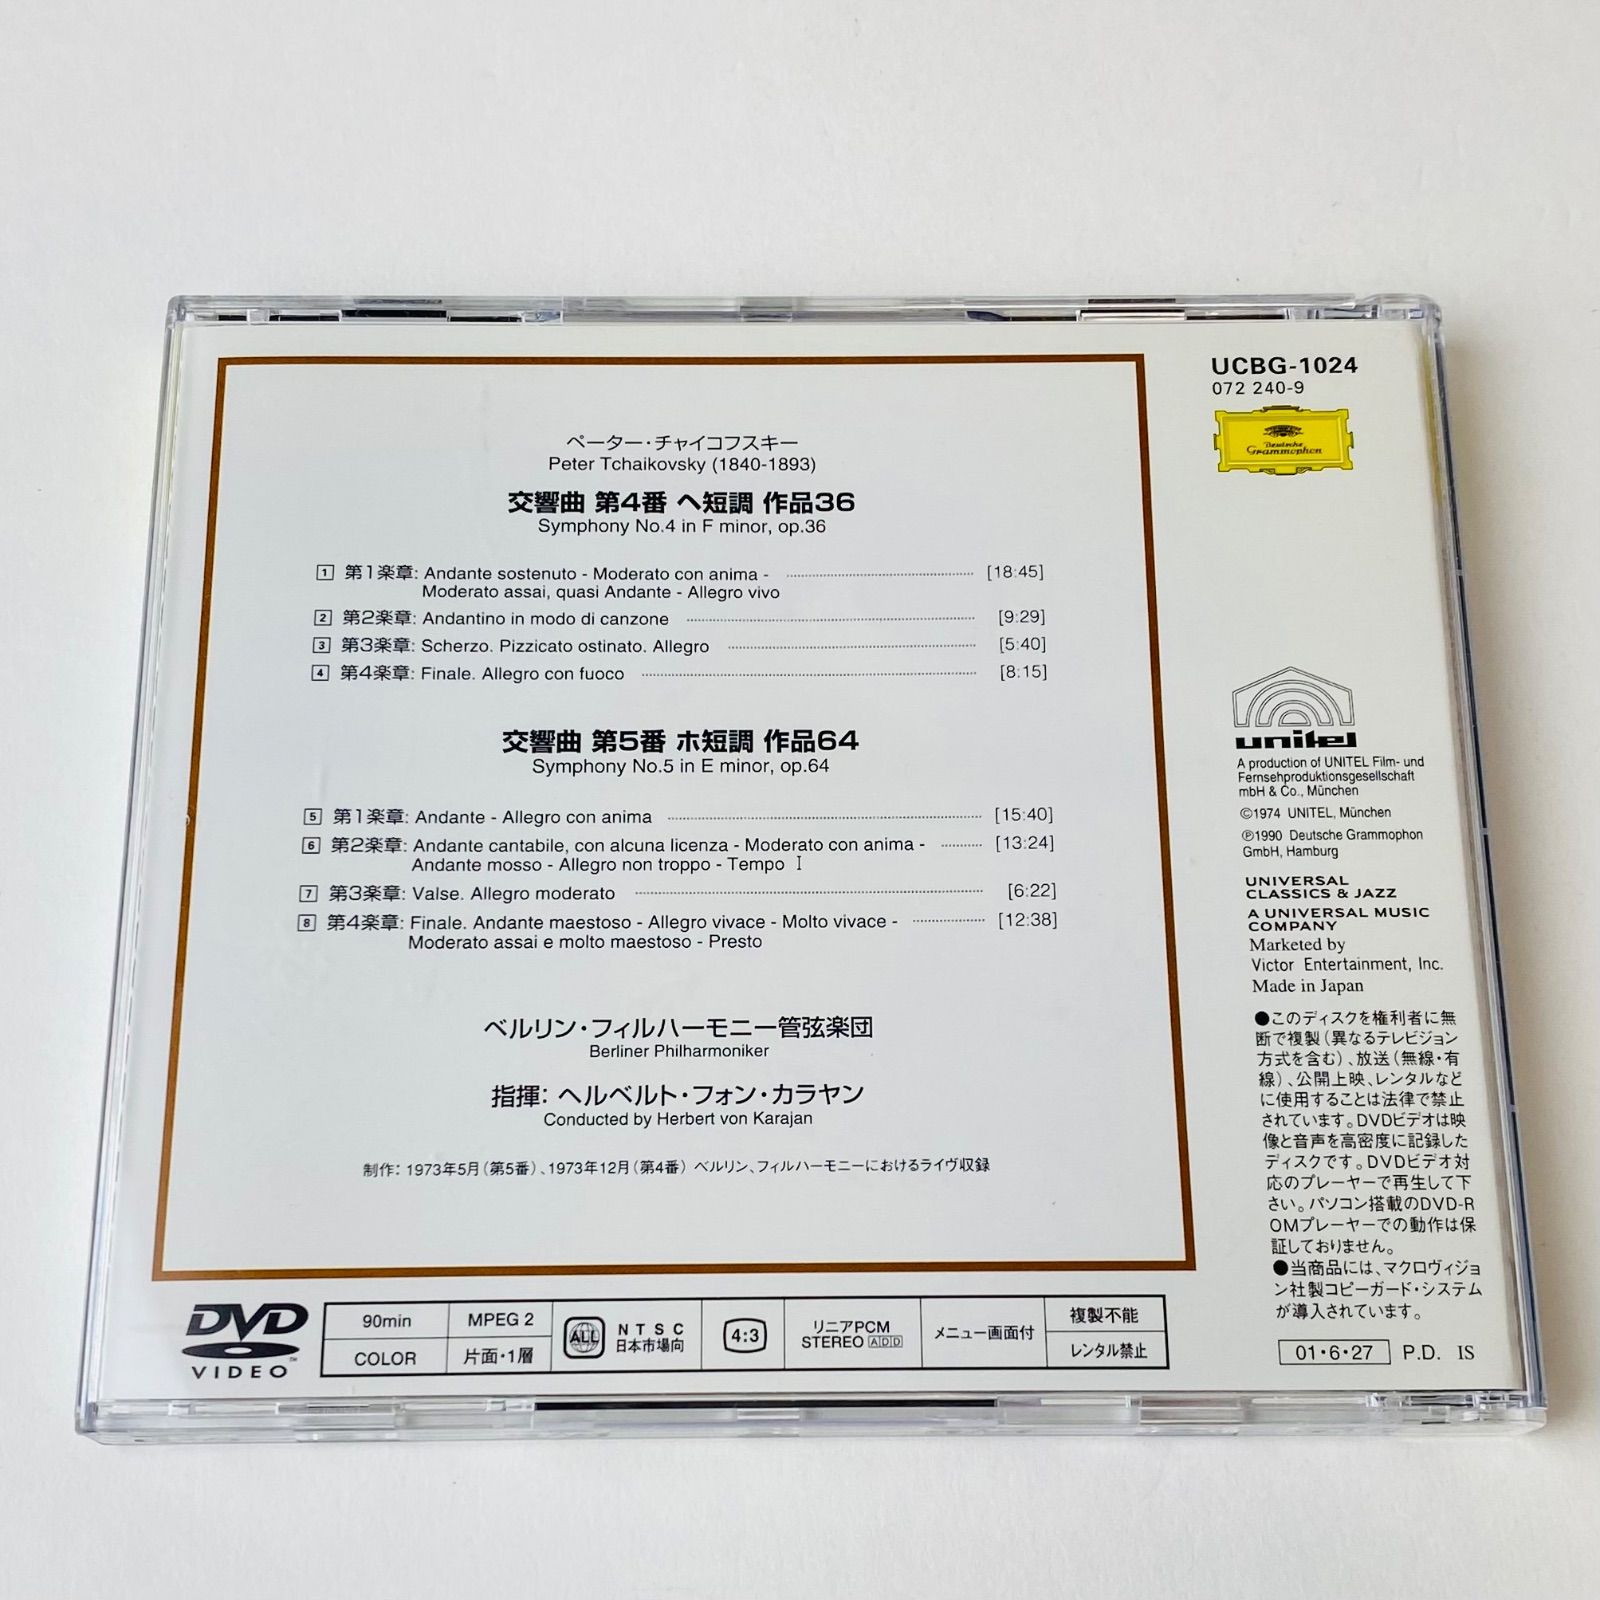 ペーター・チャイコフスキー
Peter Tchaikovsky (1840-1893)
交響曲 第4番 ヘ短調 作品36
Symphony No.4 in F minor, op.36
1 第1楽章: Andante sostenuto - Moderato con anima - [18:45]
Moderato assai, quasi Andante - Allegro vivo
2 第2楽章: Andantino in modo di canzone [9:29]
3 第3楽章: Scherzo. Pizzicato ostinato. Allegro [5:40]
4 第4楽章: Finale. Allegro con fuoco [8:15]
交響曲 第5番 ホ短調 作品64
Symphony No.5 in E minor, op.64
5 第1楽章: Andante - Allegro con anima [15:40]
6 第2楽章: Andante cantabile, con alcuna licenza - Moderato con anima - [13:24]
Andante mosso - Allegro non troppo - Tempo I
7 第3楽章: Valse. Allegro moderato [6:22]
8 第4楽章: Finale. Andante maestoso - Allegro vivace - Molto vivace - [12:38]
Moderato assai e molto maestoso - Presto
ベルリン・フィルハーモニー管弦楽団
Berliner Philharmoniker
指揮: ヘルベルト・フォン・カラヤン
Conducted by Herbert von Karajan
制作: 1973年5月(第5番)、1973年12月(第4番) ベルリン、フィルハーモニーにおけるライヴ収録
UCBG-1024
072 240-9
Deutsche
Grammophon
unitel
A production of UNITEL Film- und
Fernsehproduktionsgesellschaft
mbH & Co., München
©1974 UNITEL, München
℗1990 Deutsche Grammophon
GmbH, Hamburg
UNIVERSAL
CLASSICS & JAZZ
A UNIVERSAL MUSIC
COMPANY
Marketed by
Victor Entertainment, Inc.
Made in Japan
●このディスクを権利者に無
断で複製(異なるテレビジョン
方式を含む)、放送(無線・有
線)、公開上映、レンタルなど
に使用することは法律で禁止
されています。DVDビデオは映
像と音声を高密度に記録した
ディスクです。DVDビデオ対
応のプレーヤーで再生して下
さい。パソコン搭載のDVD-R
OMプレーヤーでの動作は保
証しておりません。
●当商品には、マクロヴィジョ
ン社製コピーガード・システム
が導入されています。
01・6・27 P.D. IS
DVD
VIDEO™
90min
COLOR
MPEG 2
片面・1層
ALL
NTSC
日本市場向
4:3
リニアPCM
STEREO ADD
メニュー画面付
複製不能
レンタル禁止